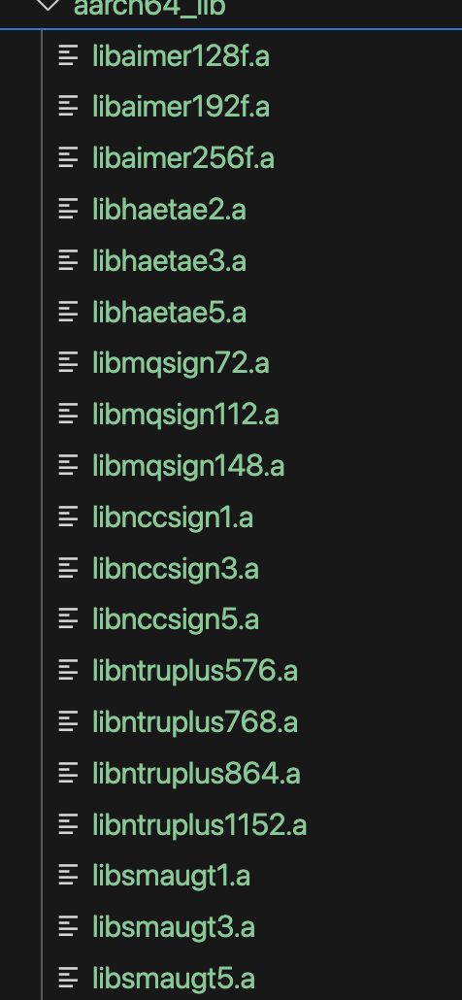 aarch64_lib
libaimer128f.a
libaimer192f.a
libaimer256f.a
libhaetae2.a
libhaetae3.a
libhaetae5.a
libmqsign72.a
libmqsign112.a
libmqsign148.a
libnccsign1.a
libnccsign3.a
libnccsign5.a
libntruplus576.a
libntruplus768.a
libntruplus864.a
libntruplus1152.a
libsmaugt1.a
libsmaugt3.a
libsmaugt5.a